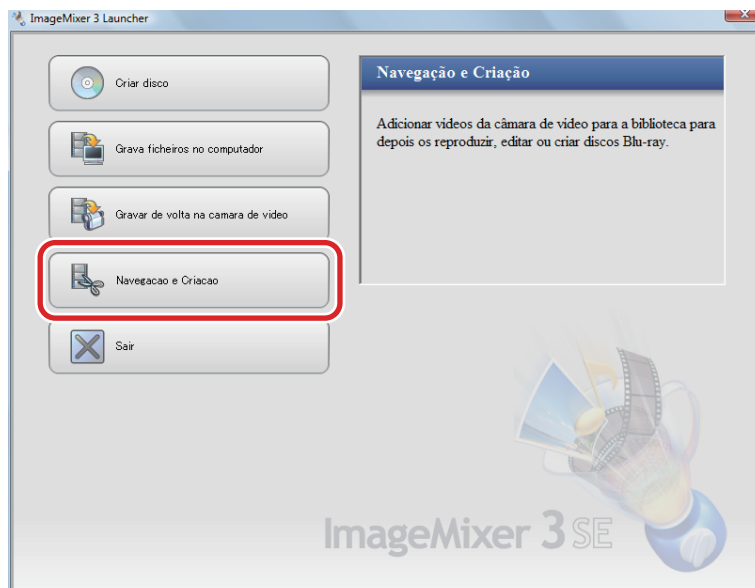 ImageMixer 3 Launcher
Criar disco
Grava ficheiros no computador
Gravar de volta na camara de video
Navegacao e Criacao
Sair
Navegação e Criação
Adicionar videos da câmara de video para a biblioteca para
depois os reproduzir, editar ou criar discos Blu-ray.
ImageMixer 3 SE